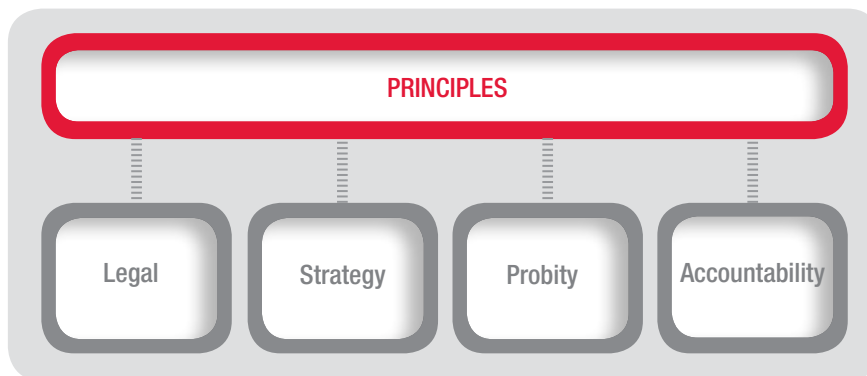 PRINCIPLES
Legal
Strategy
Probity
Accountability